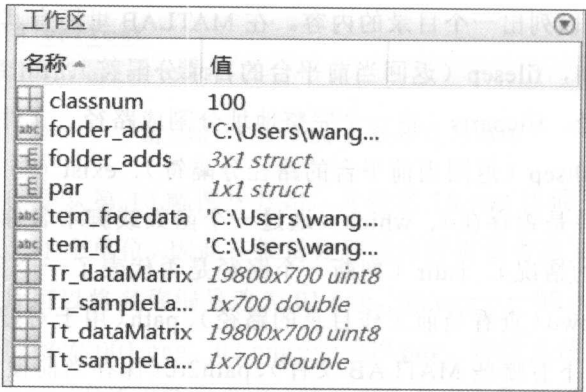 工作区
名称 值
classnum 100
folder_add 'C:\Users\wang...
folder_adds 3x1 struct
par 1x1 struct
tem_facedata 'C:\Users\wang...
tem_fd 'C:\Users\wang...
Tr_dataMatrix 19800x700 uint8
Tr_sampleLa... 1x700 double
Tt_dataMatrix 19800x700 uint8
Tt_sampleLa... 1x700 double